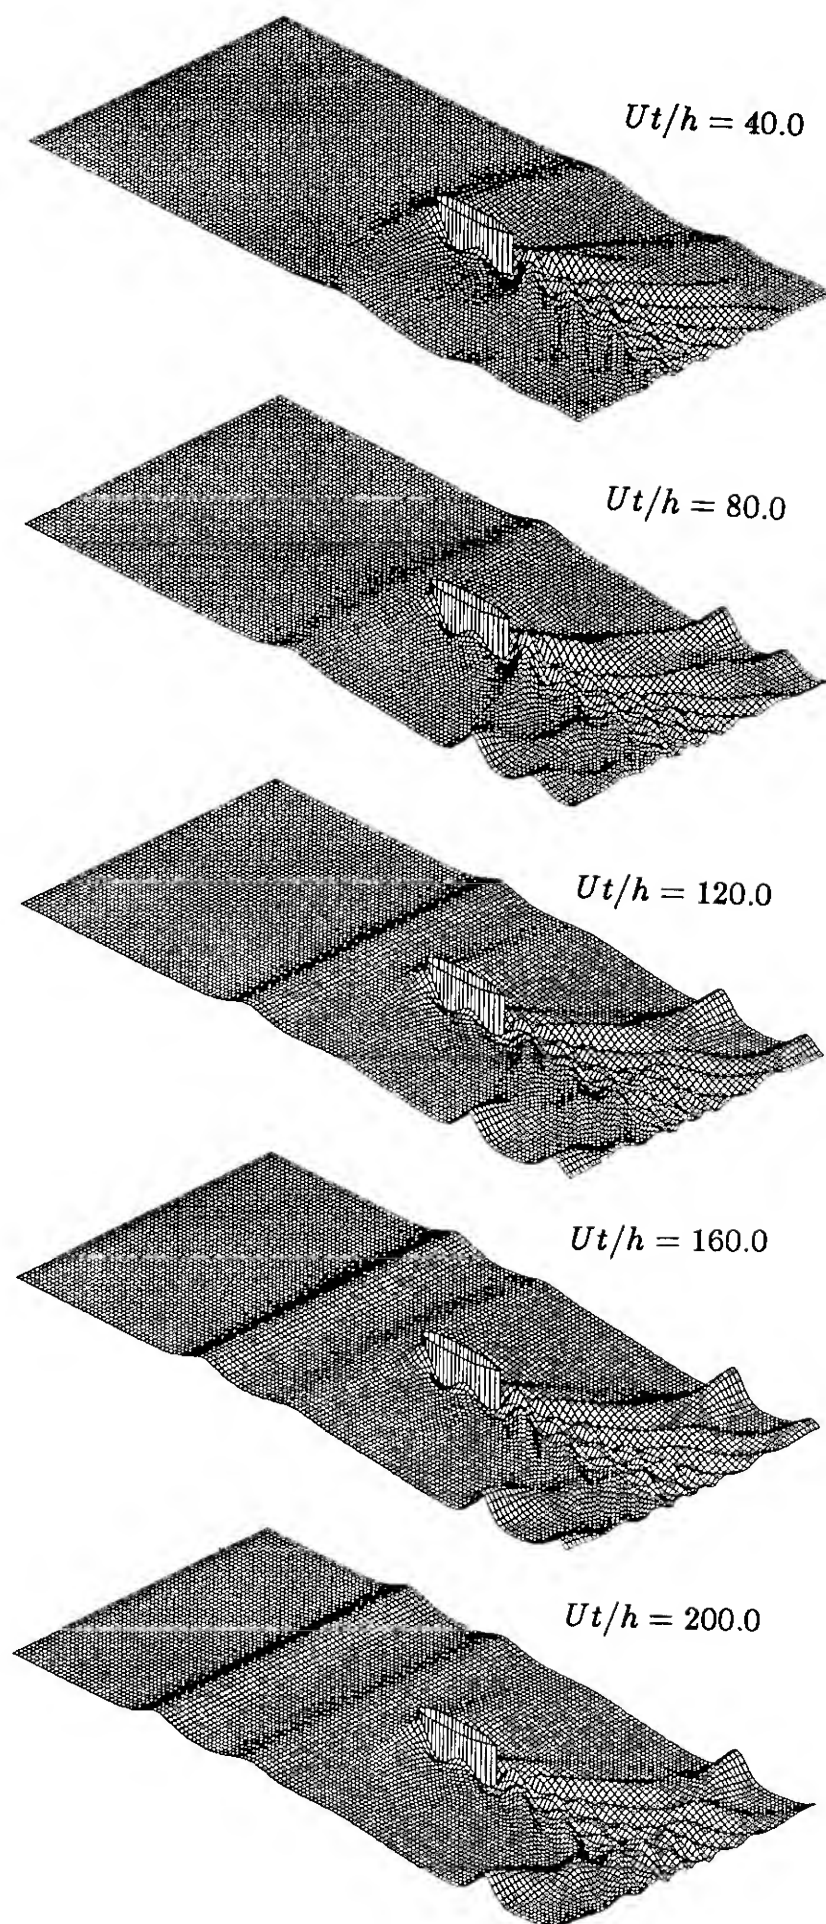 Ut/h = 40.0
Ut/h = 80.0
Ut/h = 120.0
Ut/h = 160.0
Ut/h = 200.0